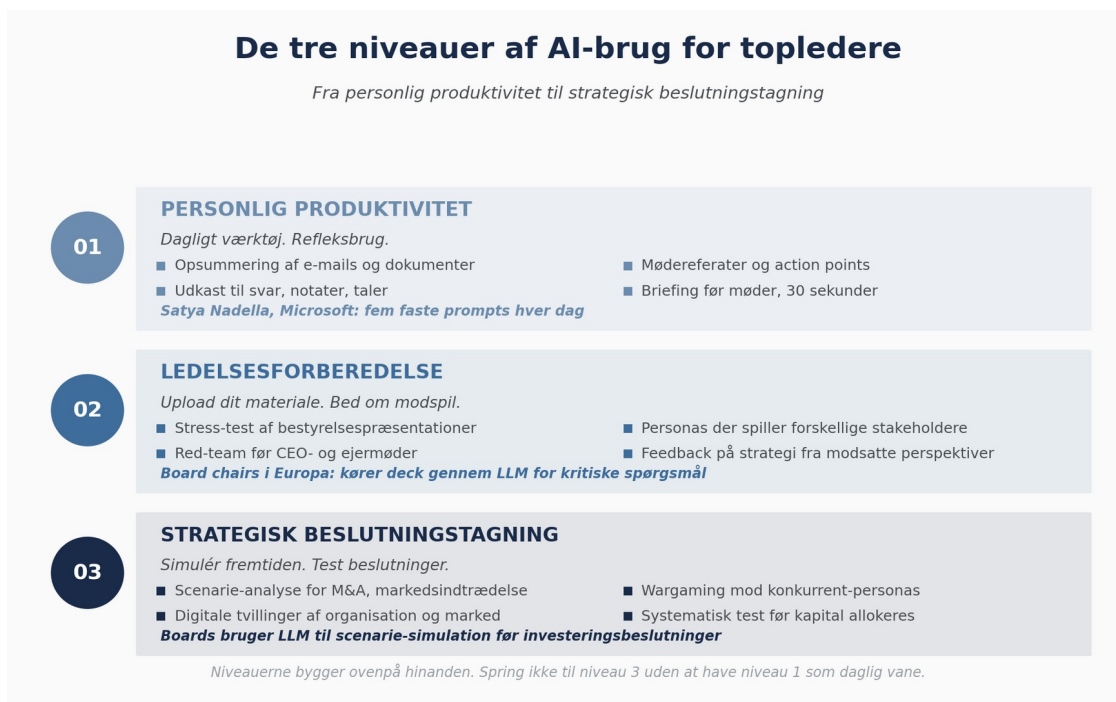 De tre niveauer af AI-brug for topledere
Fra personlig produktivitet til strategisk beslutningstagning
01
PERSONLIG PRODUKTIVITET
Dagligt værktøj. Refleksbrug.
Opsummering af e-mails og dokumenter
Mødereferater og action points
Udkast til svar, notater, taler
Briefing før møder, 30 sekunder
Satya Nadella, Microsoft: fem faste prompts hver dag
02
LEDELSESFORBEREDELSE
Upload dit materiale. Bed om modspil.
Stress-test af bestyrelsespræsentationer
Personas der spiller forskellige stakeholdere
Red-team før CEO- og ejermøder
Feedback på strategi fra modsatte perspektiver
Board chairs i Europa: kører deck gennem LLM for kritiske spørgsmål
03
STRATEGISK BESLUTNINGSTAGNING
Simulér fremtiden. Test beslutninger.
Scenarie-analyse for M&A, markedsindtrædelse
Wargaming mod konkurrent-personas
Digitale tvillinger af organisation og marked
Systematisk test før kapital allokeres
Boards bruger LLM til scenarie-simulation før investeringsbeslutninger
Niveauerne bygger ovenpå hinanden. Spring ikke til niveau 3 uden at have niveau 1 som daglig vane.